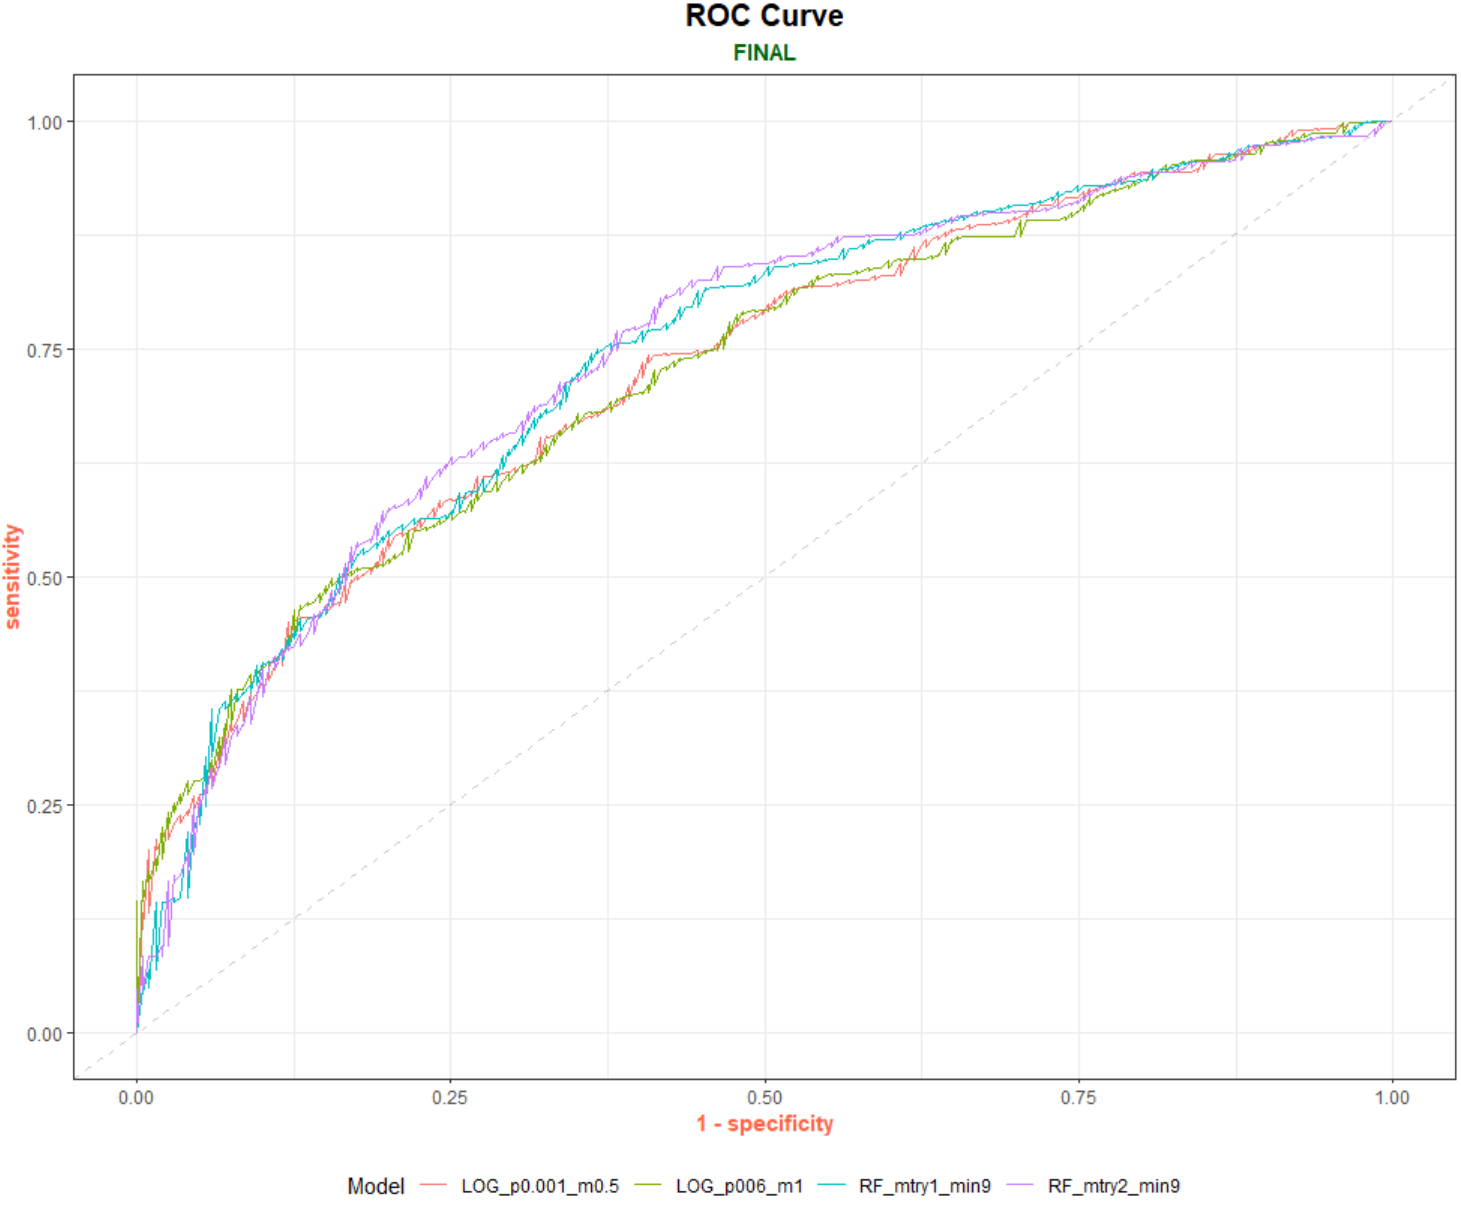 ROC Curve
FINAL
1.00
0.75
0.50
0.25
0.00
sensitivity
0.00 0.25 0.50 0.75 1.00
1 - specificity
Model LOG_p0.001_m0.5 LOG_p006_m1 RF_mtry1_min9 RF_mtry2_min9